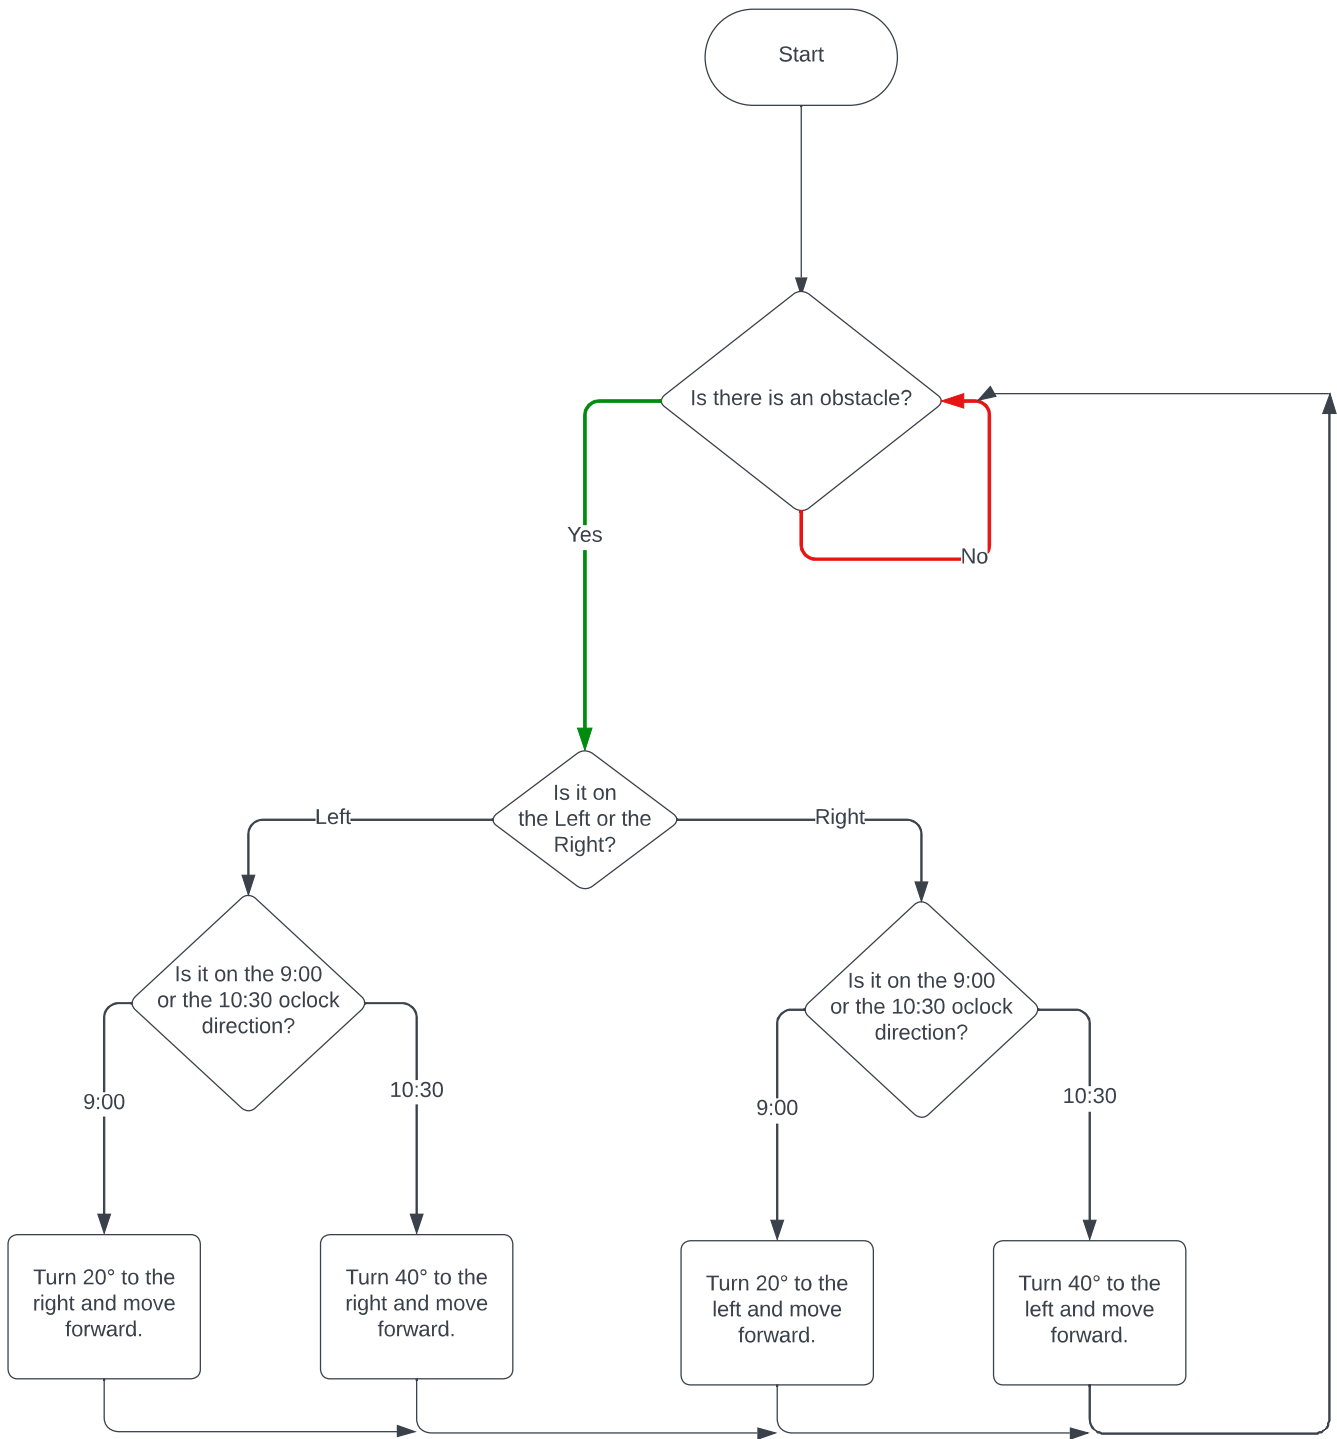 Start
Is there is an obstacle?
Yes
No
Is it on
the Left or the
Right?
Left
Right
Is it on the 9:00
or the 10:30 oclock
direction?
Is it on the 9:00
or the 10:30 oclock
direction?
9:00
10:30
9:00
10:30
Turn 20° to the
right and move
forward.
Turn 40° to the
right and move
forward.
Turn 20° to the
left and move
forward.
Turn 40° to the
left and move
forward.